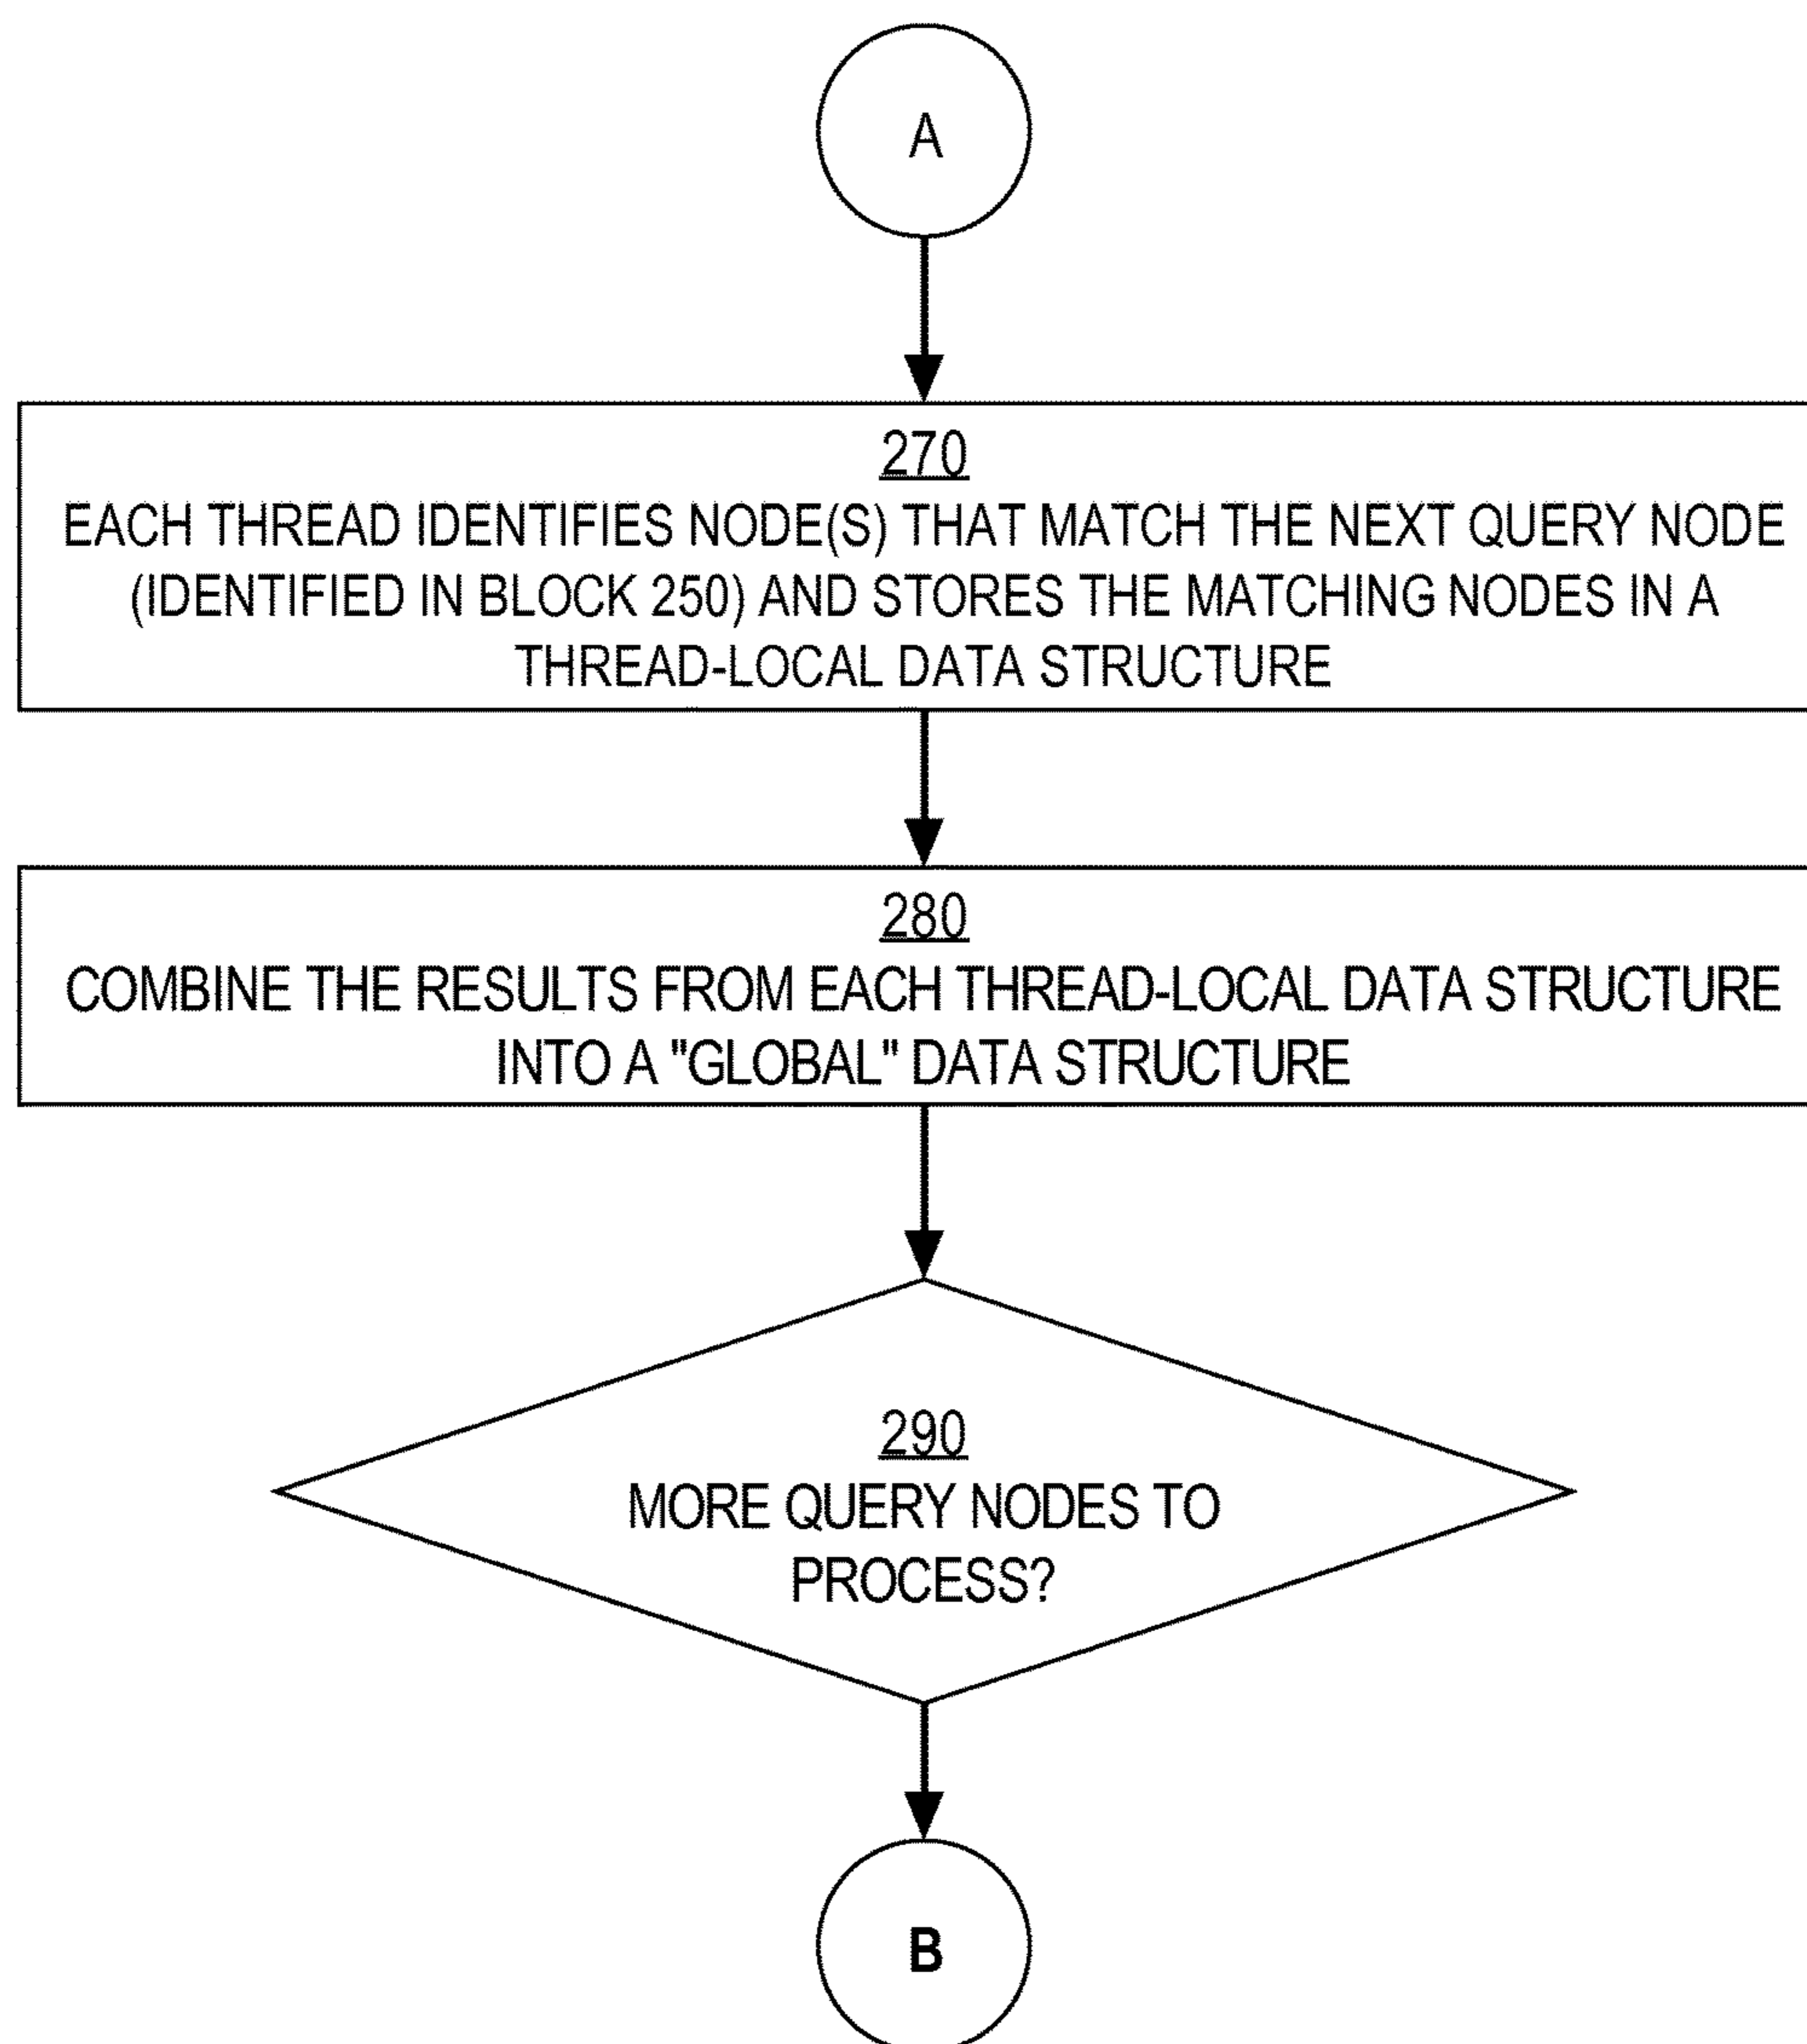 A
270
EACH THREAD IDENTIFIES NODE(S) THAT MATCH THE NEXT QUERY NODE
(IDENTIFIED IN BLOCK 250) AND STORES THE MATCHING NODES IN A
THREAD-LOCAL DATA STRUCTURE
280
COMBINE THE RESULTS FROM EACH THREAD-LOCAL DATA STRUCTURE
INTO A "GLOBAL" DATA STRUCTURE
290
MORE QUERY NODES TO
PROCESS?
B